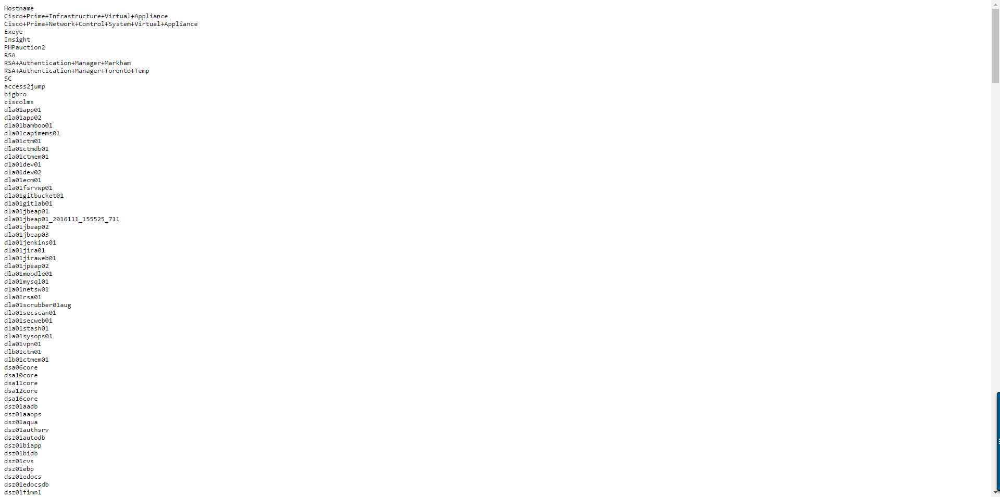 Hostname
Cisco+Prime+Infrastructure+Virtual+Appliance
Cisco+Prime+Network+Control+System+Virtual+Appliance
Exeye
Insight
PHPauction2
RSA
RSA+Authentication+Manager+Markham
RSA+Authentication+Manager+Toronto+Temp
SC
access2jump
bigbro
ciscolms
dla01app01
dla01app02
dla01bamboo01
dla01capimems01
dla01ctm01
dla01ctmdb01
dla01ctmem01
dla01dev01
dla01dev02
dla01ecm01
dla01fsrvwp01
dla01gitbucket01
dla01gitlab01
dla01jbeap01
dla01jbeap01_2016111_155525_711
dla01jbeap02
dla01jbeap03
dla01jenkins01
dla01jira01
dla01jiraweb01
dla01jpeap02
dla01moodle01
dla01mysql01
dla01netsw01
dla01rsa01
dla01scrubber01aug
dla01secscan01
dla01secweb01
dla01stash01
dla01sysops01
dla01vpn01
dlb01ctm01
dlb01ctmem01
dsa06core
dsa10core
dsa11core
dsa12core
dsa16core
dsz01aadb
dsz01aaops
dsz01aqua
dsz01authsrv
dsz01autodb
dsz01biapp
dsz01bidb
dsz01cvs
dsz01ebp
dsz01edocs
dsz01edocsdb
dsz01fimn1